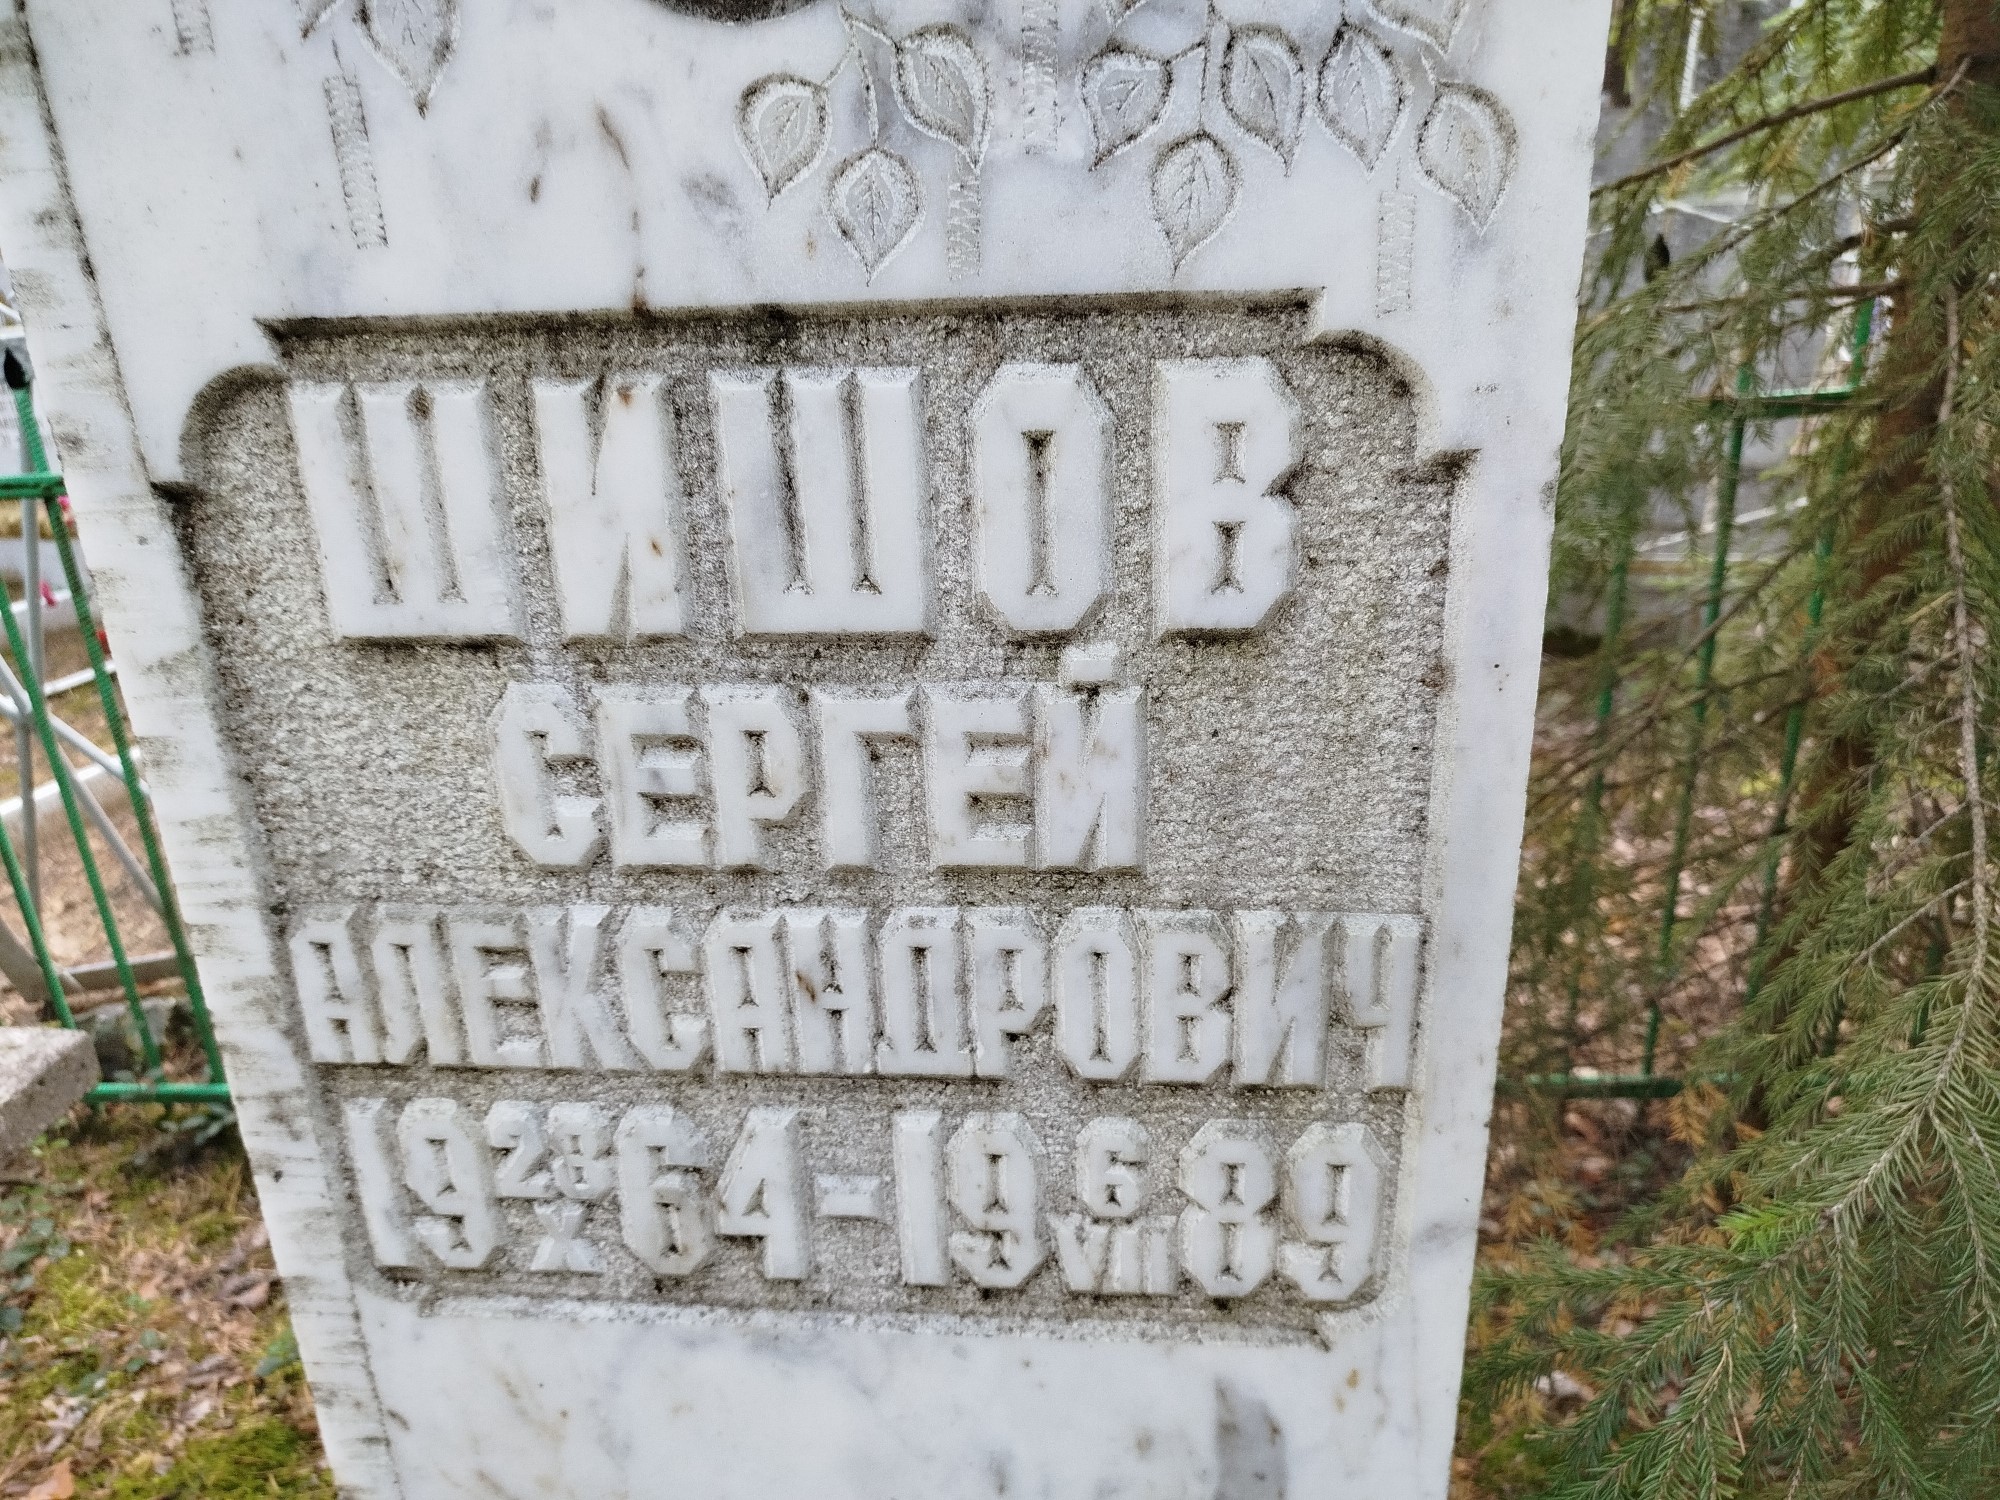 ШИШОВ
СЕРГЕЙ
АЛЕКСАНДРОВИЧ
19 28/X 64 - 19 6/VII 89